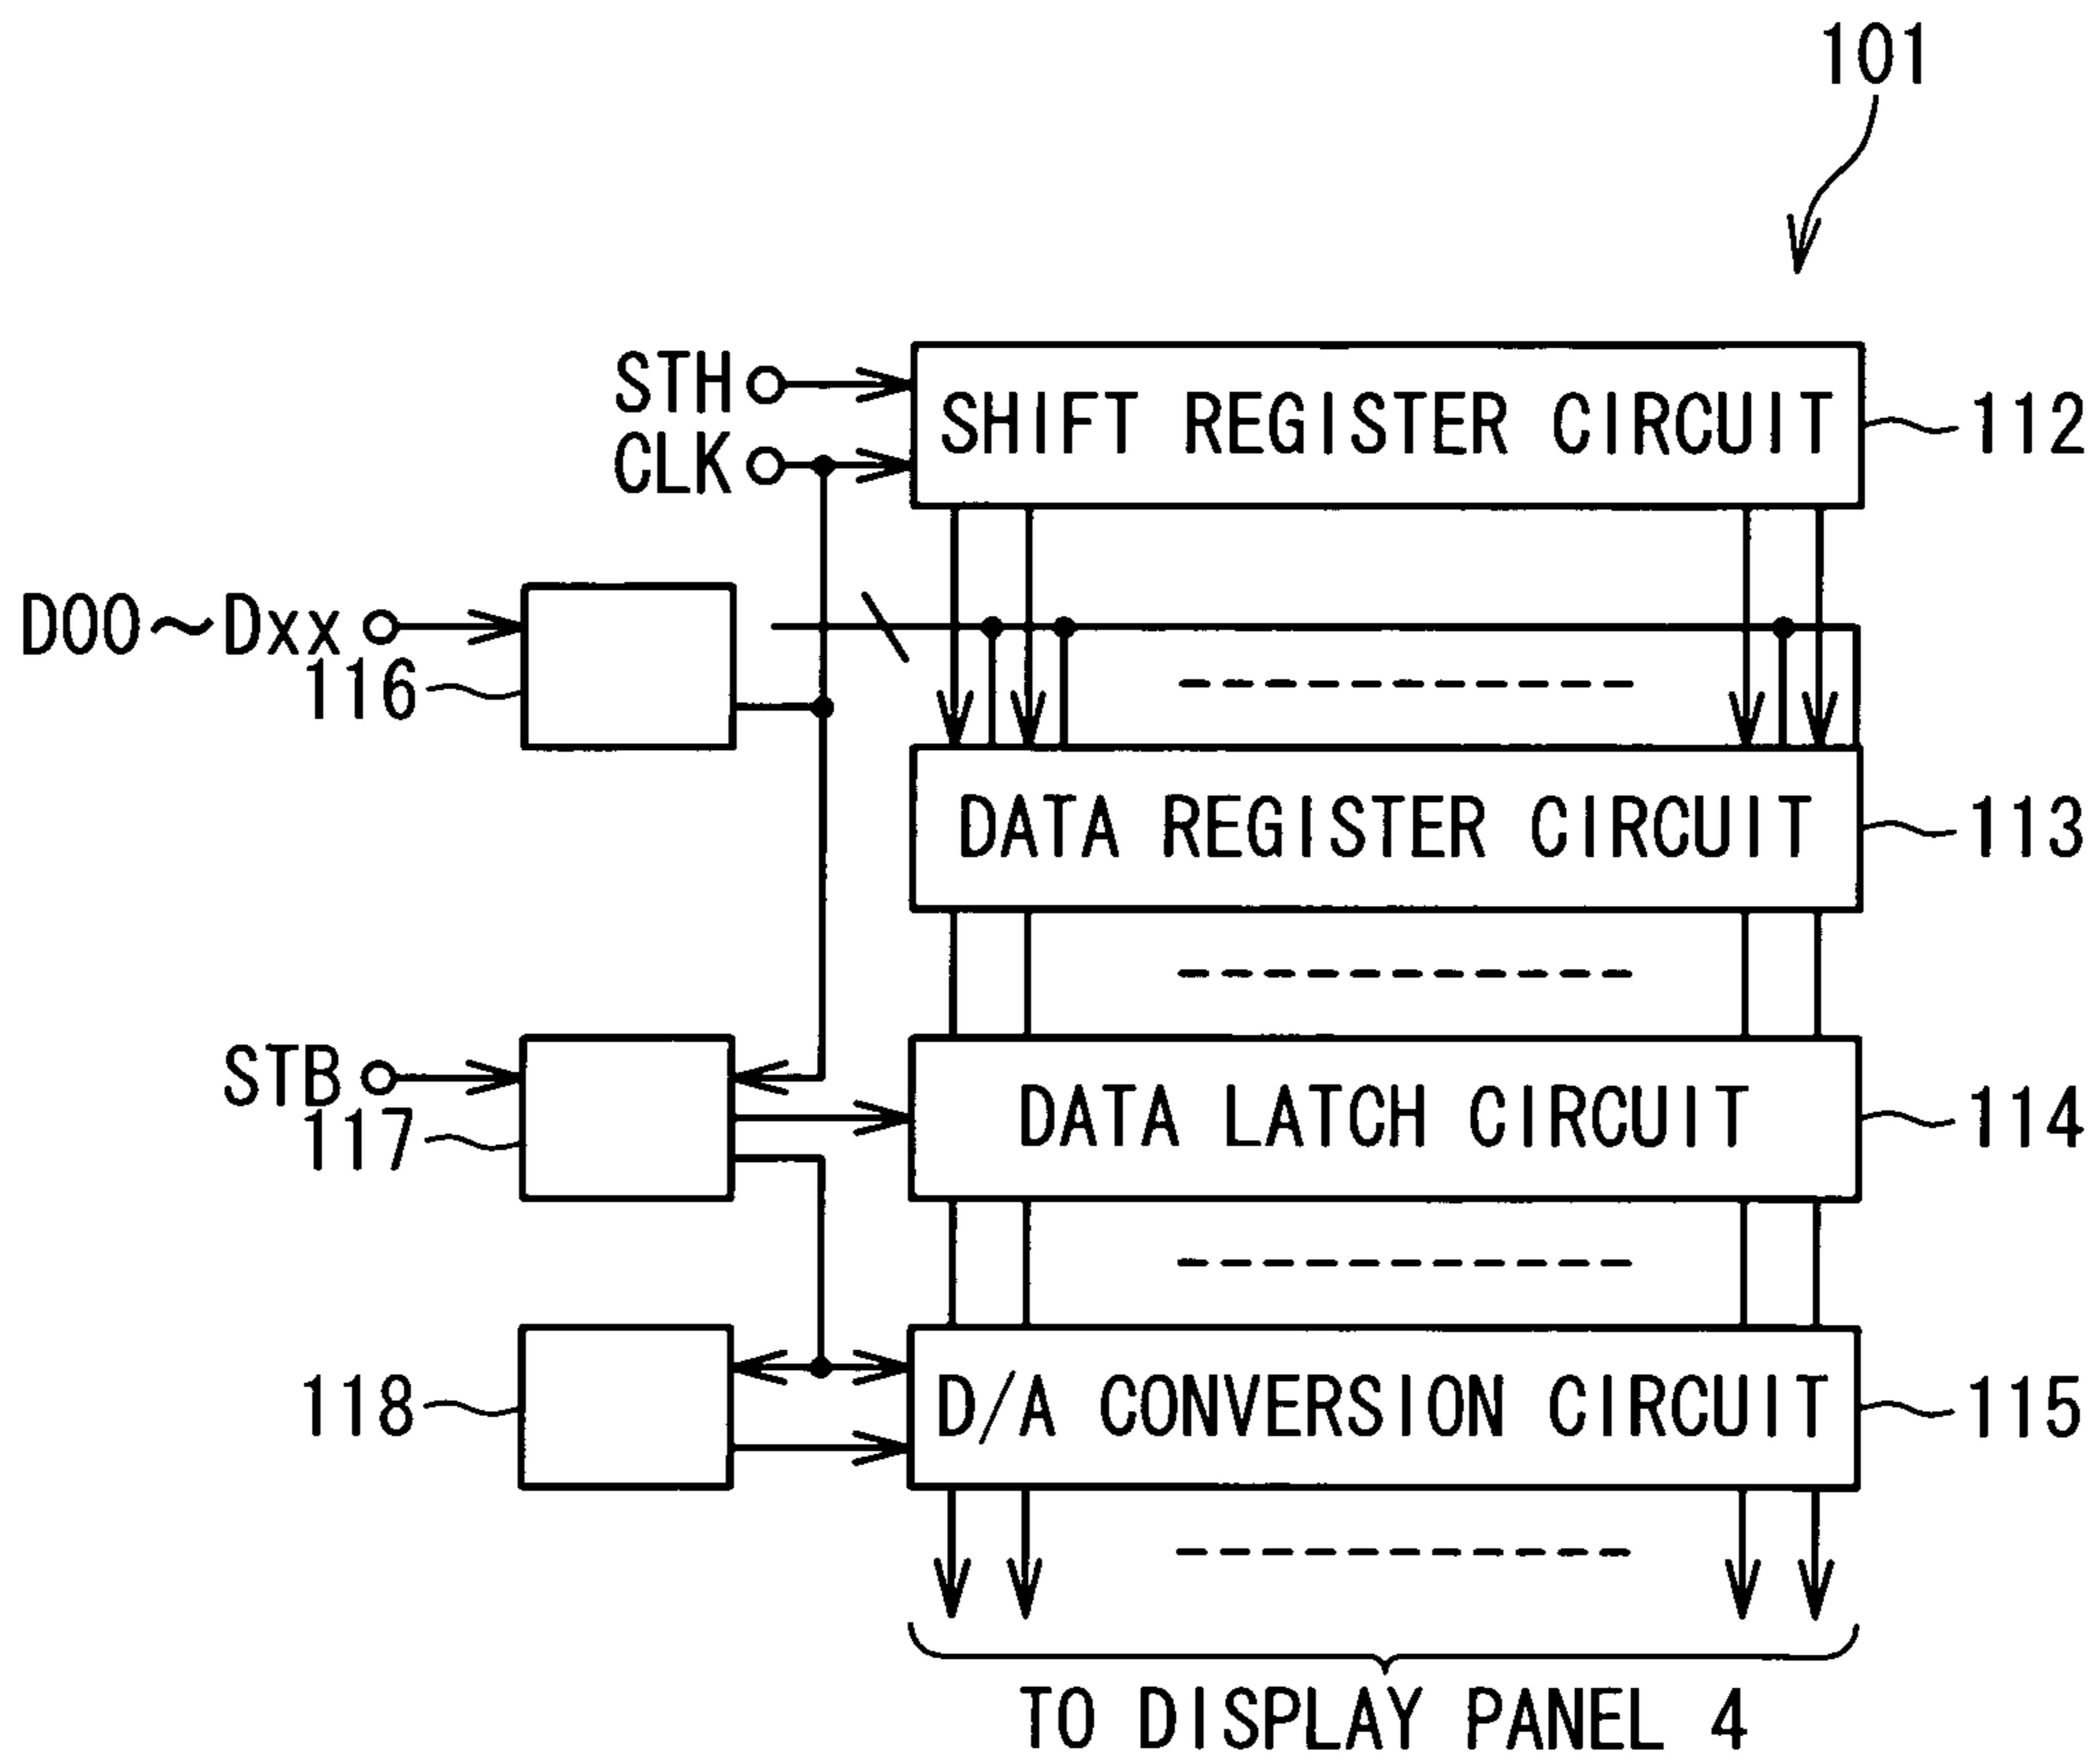 101
STH
SHIFT REGISTER CIRCUIT
112
CLK
D00~Dxx
116
DATA REGISTER CIRCUIT
113
STB
117
DATA LATCH CIRCUIT
114
118
D/A CONVERSION CIRCUIT
115
TO DISPLAY PANEL 4